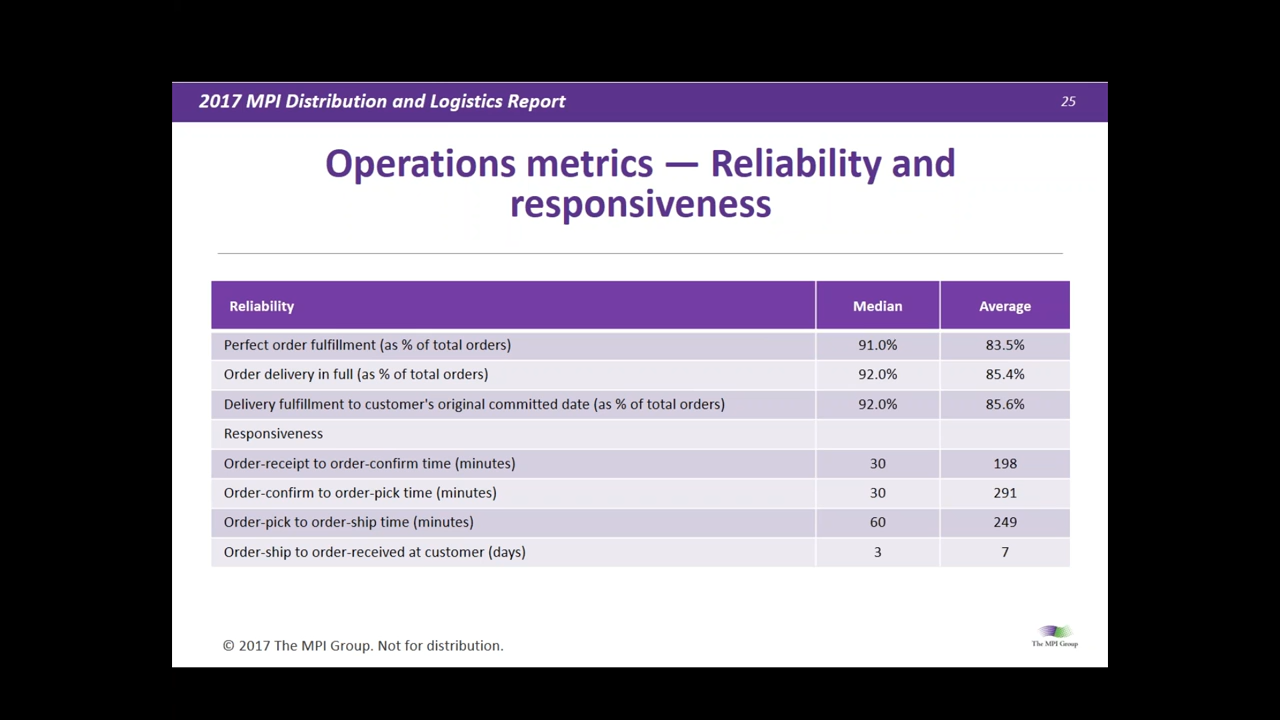 2017 MPI Distribution and Logistics Report 25
Operations metrics — Reliability and
responsiveness
Reliability Median Average
Perfect order fulfillment (as % of total orders) 91.0% 83.5%
Order delivery in full (as % of total orders) 92.0% 85.4%
Delivery fulfillment to customer's original committed date (as % of total orders) 92.0% 85.6%
Responsiveness
Order-receipt to order-confirm time (minutes) 30 198
Order-confirm to order-pick time (minutes) 30 291
Order-pick to order-ship time (minutes) 60 249
Order-ship to order-received at customer (days) 3 7
© 2017 The MPI Group. Not for distribution.
The MPI Group